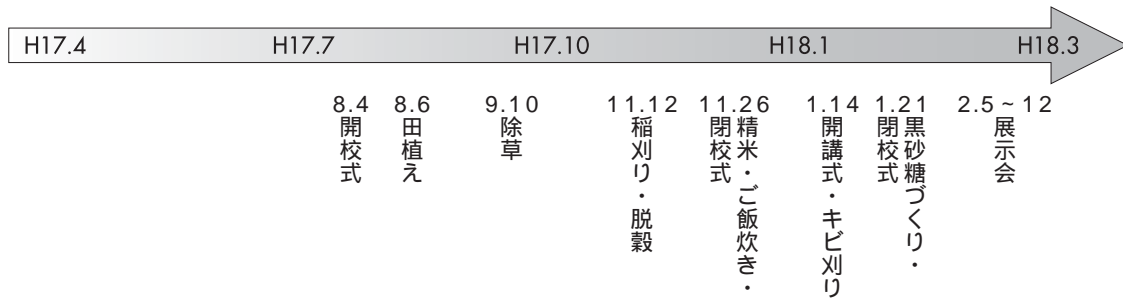 H17.4 H17.7 H17.10 H18.1 H18.3
8.4
開校式
8.6
田植え
9.10
除草
11.12
稲刈り・脱穀
11.26
精米・ご飯炊き・
閉校式
1.14
開講式・キビ刈り
1.21
黒砂糖づくり・
閉校式
2.5~12
展示会